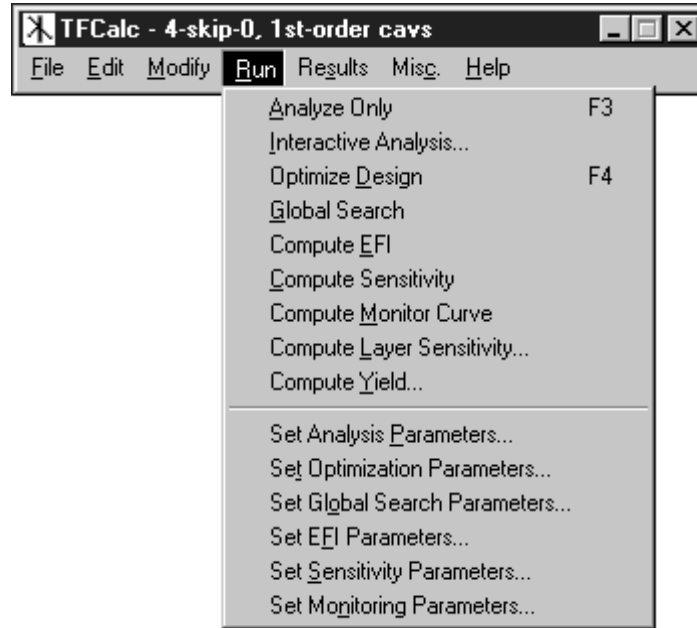 TFCalc - 4-skip-0, 1st-order cavs
File Edit Modify Run Results Misc. Help
Analyze Only F3
Interactive Analysis...
Optimize Design F4
Global Search
Compute EFI
Compute Sensitivity
Compute Monitor Curve
Compute Layer Sensitivity...
Compute Yield...
Set Analysis Parameters...
Set Optimization Parameters...
Set Global Search Parameters...
Set EFI Parameters...
Set Sensitivity Parameters...
Set Monitoring Parameters...